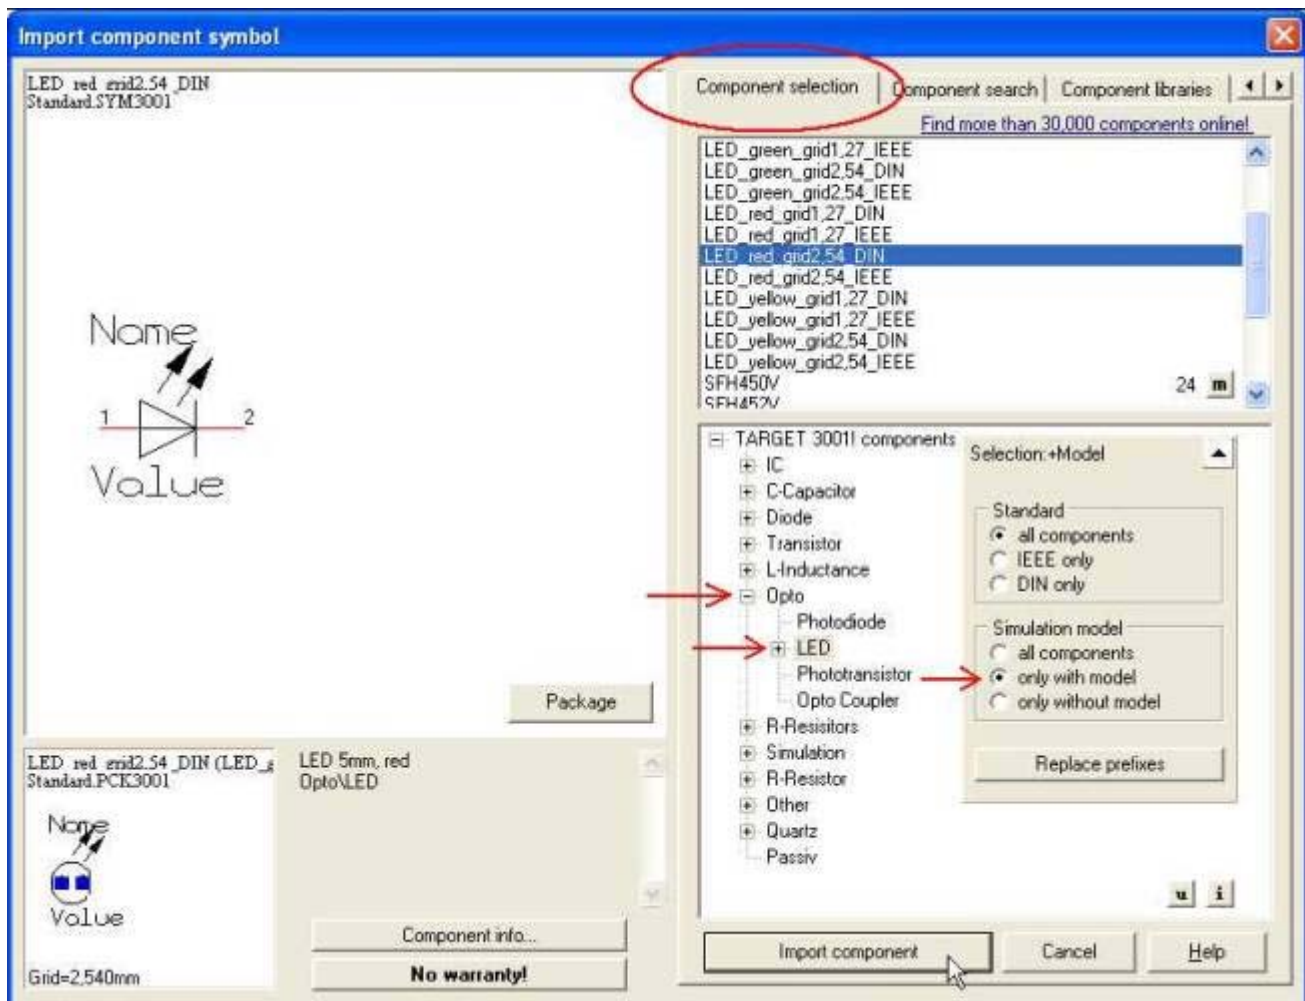 Import component symbol
LED_red_grid2.54_DIN
Standard.SYM3001
Name
1
2
Value
Package
LED_red_grid2.54_DIN (LED_g
Standard.PCK3001
Name
Value
Grid=2,540mm
LED 5mm, red
Opto\LED
Component info...
No warranty!
Component selection
Component search
Component libraries
Find more than 30,000 components online!
LED_green_grid1,27_IEEE
LED_green_grid2,54_DIN
LED_green_grid2,54_IEEE
LED_red_grid1,27_DIN
LED_red_grid1,27_IEEE
LED_red_grid2,54_DIN
LED_red_grid2,54_IEEE
LED_yellow_grid1,27_DIN
LED_yellow_grid1,27_IEEE
LED_yellow_grid2,54_DIN
LED_yellow_grid2,54_IEEE
SFH450V
24 m
SFH452V
TARGET 3001! components
IC
C-Capacitor
Diode
Transistor
L-Inductance
Opto
Photodiode
LED
Phototransistor
Opto Coupler
R-Resisitors
Simulation
R-Resistor
Other
Quartz
Passiv
Selection:+Model
Standard
all components
IEEE only
DIN only
Simulation model
all components
only with model
only without model
Replace prefixes
u i
Import component
Cancel
Help